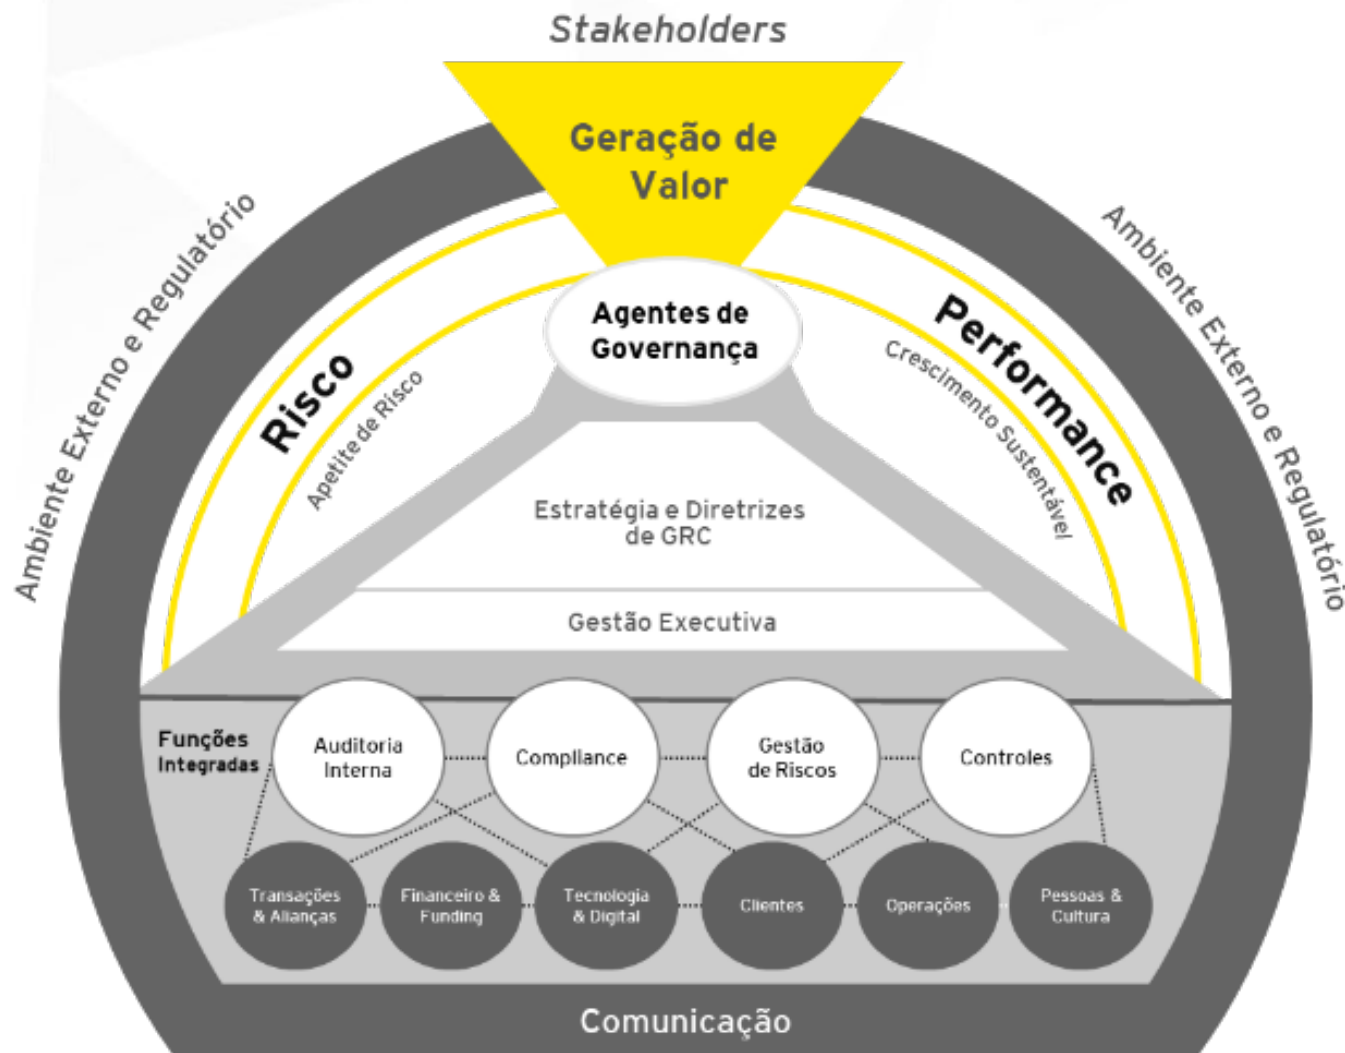 Stakeholders
Geração de
Valor
Ambiente Externo e Regulatório
Ambiente Externo e Regulatório
Risco
Apetite de Risco
Performance
Crescimento Sustentável
Agentes de
Governança
Estratégia e Diretrizes
de GRC
Gestão Executiva
Funções
Integradas
Auditoria
Interna
Compliance
Gestão
de Riscos
Controles
Transações
& Alianças
Financeiro &
Funding
Tecnologia
& Digital
Clientes
Operações
Pessoas &
Cultura
Comunicação